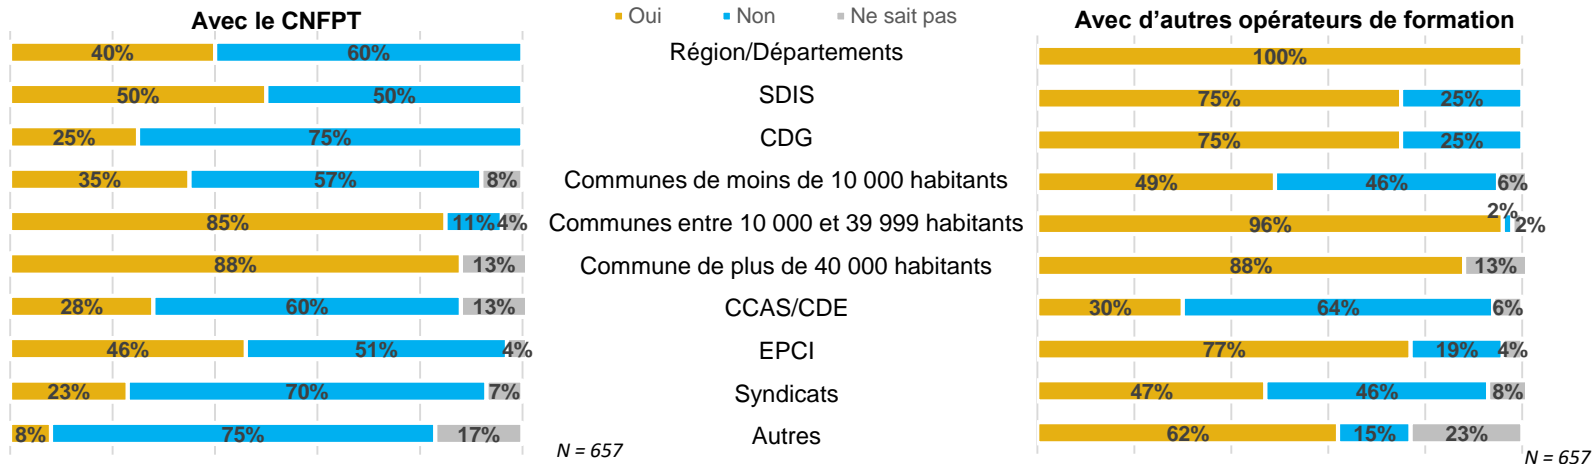 Avec le CNFPT
Oui Non Ne sait pas
Avec d’autres opérateurs de formation
40% 60% Région/Départements 100%
50% 50% SDIS 75% 25%
25% 75% CDG 75% 25%
35% 57% 8% Communes de moins de 10 000 habitants 49% 46% 6%
85% 11% 4% Communes entre 10 000 et 39 999 habitants 96% 2% 2%
88% 13% Commune de plus de 40 000 habitants 88% 13%
28% 60% 13% CCAS/CDE 30% 64% 6%
46% 51% 4% EPCI 77% 19% 4%
23% 70% 7% Syndicats 47% 46% 8%
8% 75% 17% Autres 62% 15% 23%
N = 657
N = 657